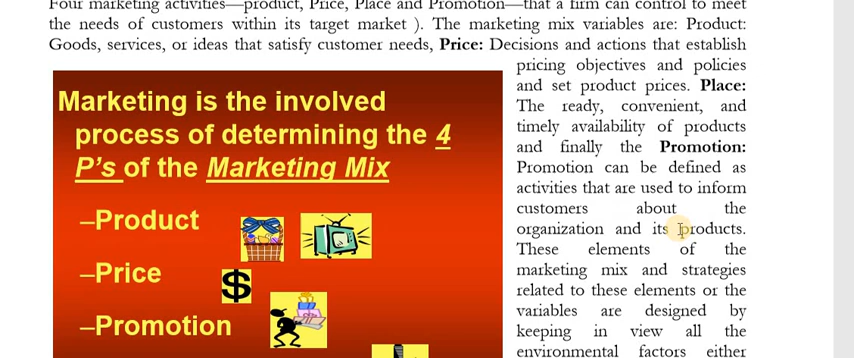 Four marketing activities—product, Price, Place and Promotion—that a firm can control to meet
the needs of customers within its target market ). The marketing mix variables are: Product:
Goods, services, or ideas that satisfy customer needs, Price: Decisions and actions that establish
pricing objectives and policies
and set product prices. Place:
The ready, convenient, and
timely availability of products
and finally the Promotion:
Promotion can be defined as
activities that are used to inform
customers about the
organization and its products.
These elements of the
marketing mix and strategies
related to these elements or the
variables are designed by
keeping in view all the
environmental factors either
Marketing is the involved
process of determining the 4
P's of the Marketing Mix
–Product
–Price
$
–Promotion